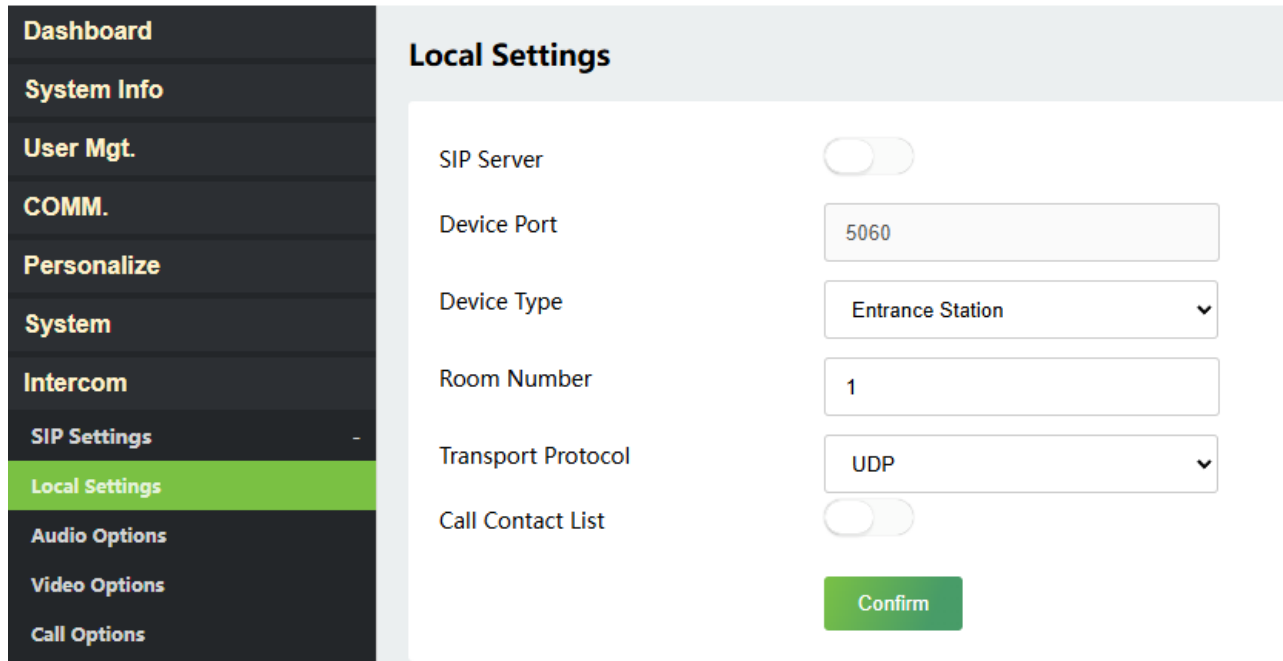 Dashboard
System Info
User Mgt.
COMM.
Personalize
System
Intercom
SIP Settings -
Local Settings
Audio Options
Video Options
Call Options
Local Settings
SIP Server
Device Port 5060
Device Type Entrance Station
Room Number 1
Transport Protocol UDP
Call Contact List
Confirm